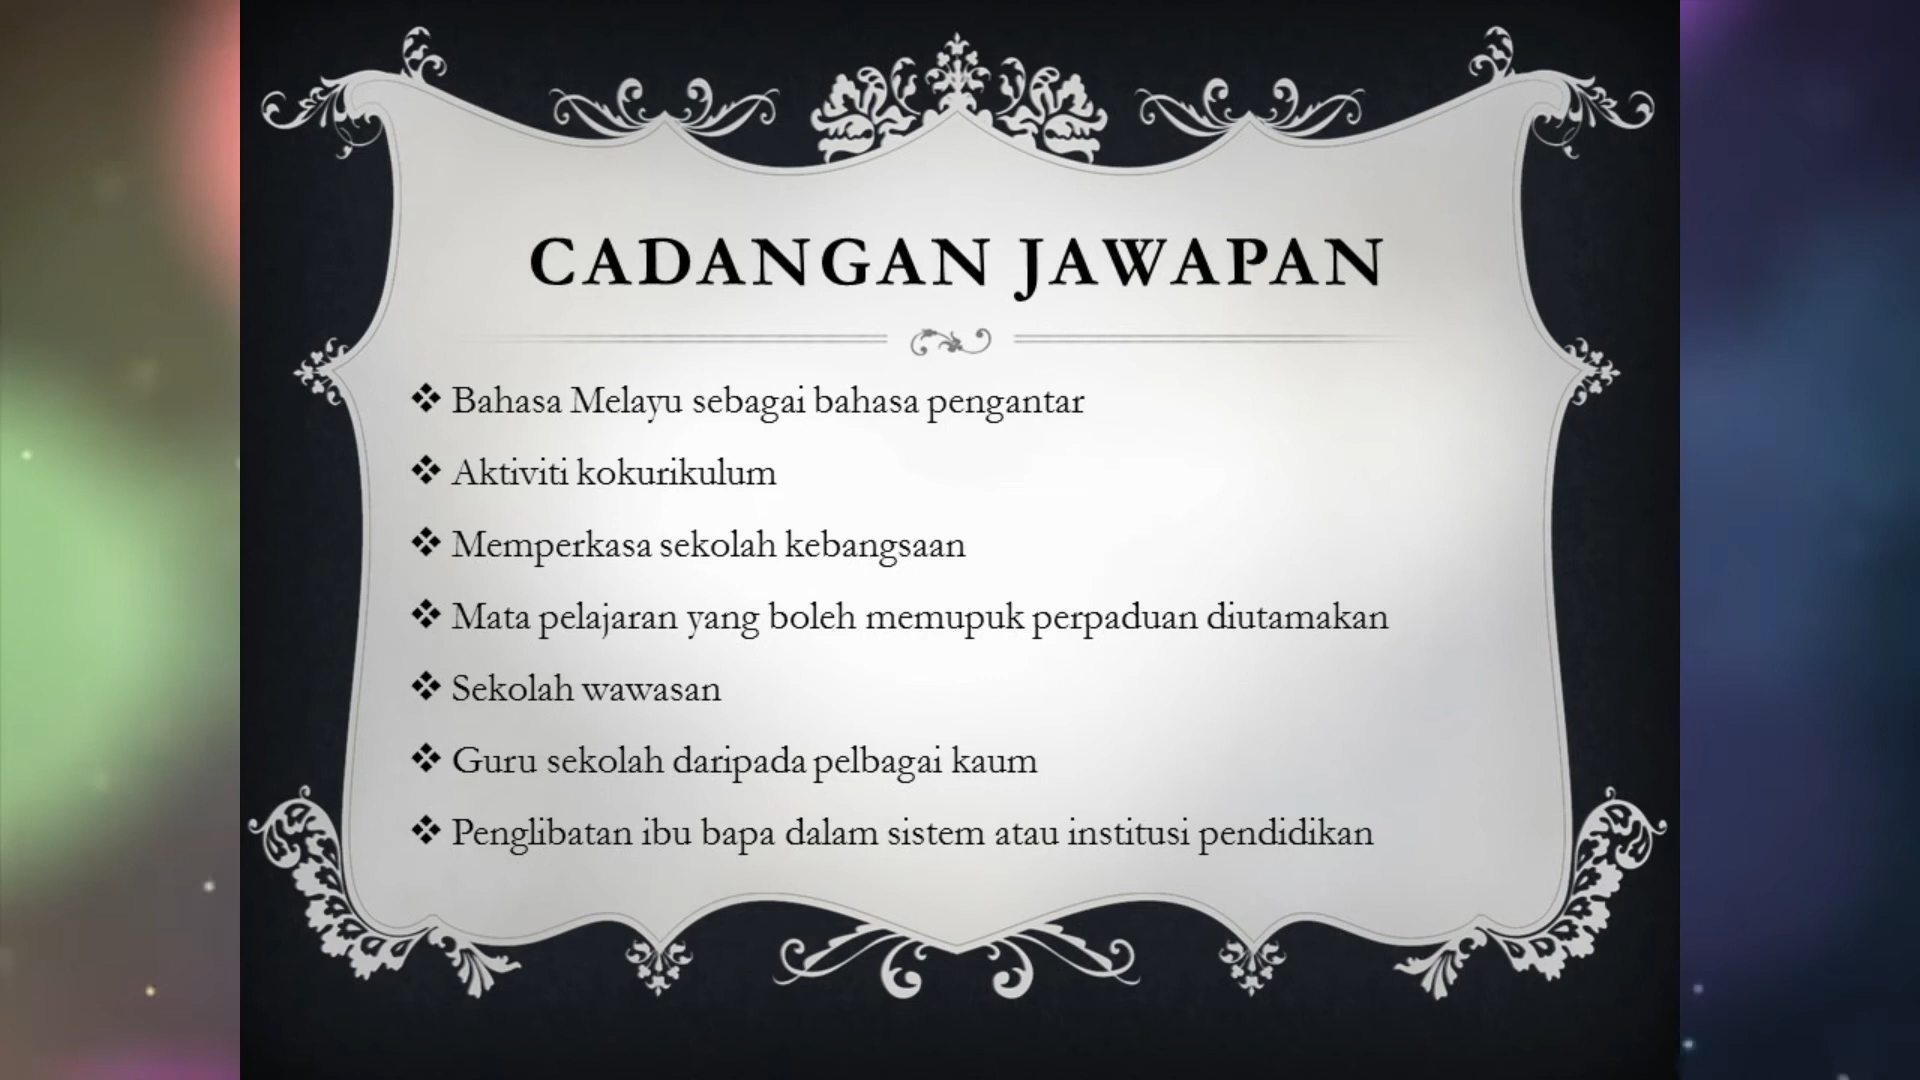 CADANGAN JAWAPAN
❖ Bahasa Melayu sebagai bahasa pengantar
❖ Aktiviti kokurikulum
❖ Memperkasa sekolah kebangsaan
❖ Mata pelajaran yang boleh memupuk perpaduan diutamakan
❖ Sekolah wawasan
❖ Guru sekolah daripada pelbagai kaum
❖ Penglibatan ibu bapa dalam sistem atau institusi pendidikan